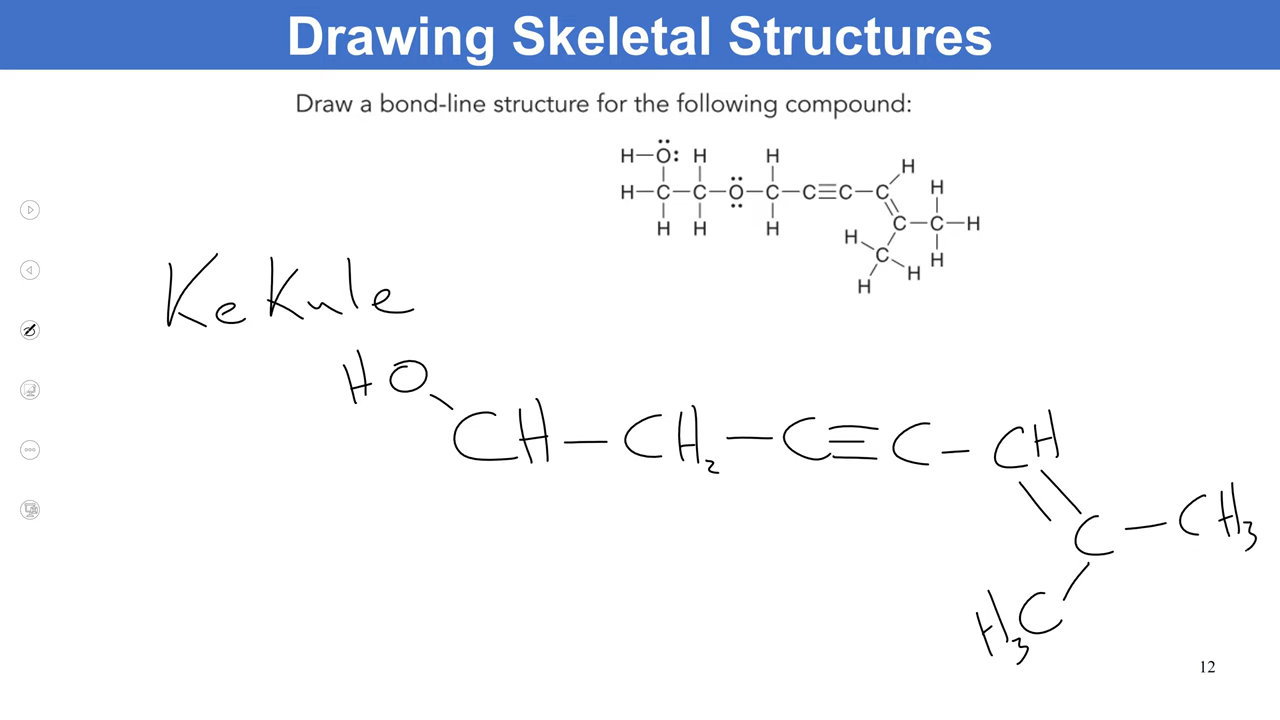 Drawing Skeletal Structures
Draw a bond-line structure for the following compound:
H—O: H H H
H—C—C—O—C—C≡C—C H
H H H C—C—H
H C H H
H
KeKule
HO
CH — CH₂ — C≡C — CH
C — CH₃
H₃C
12